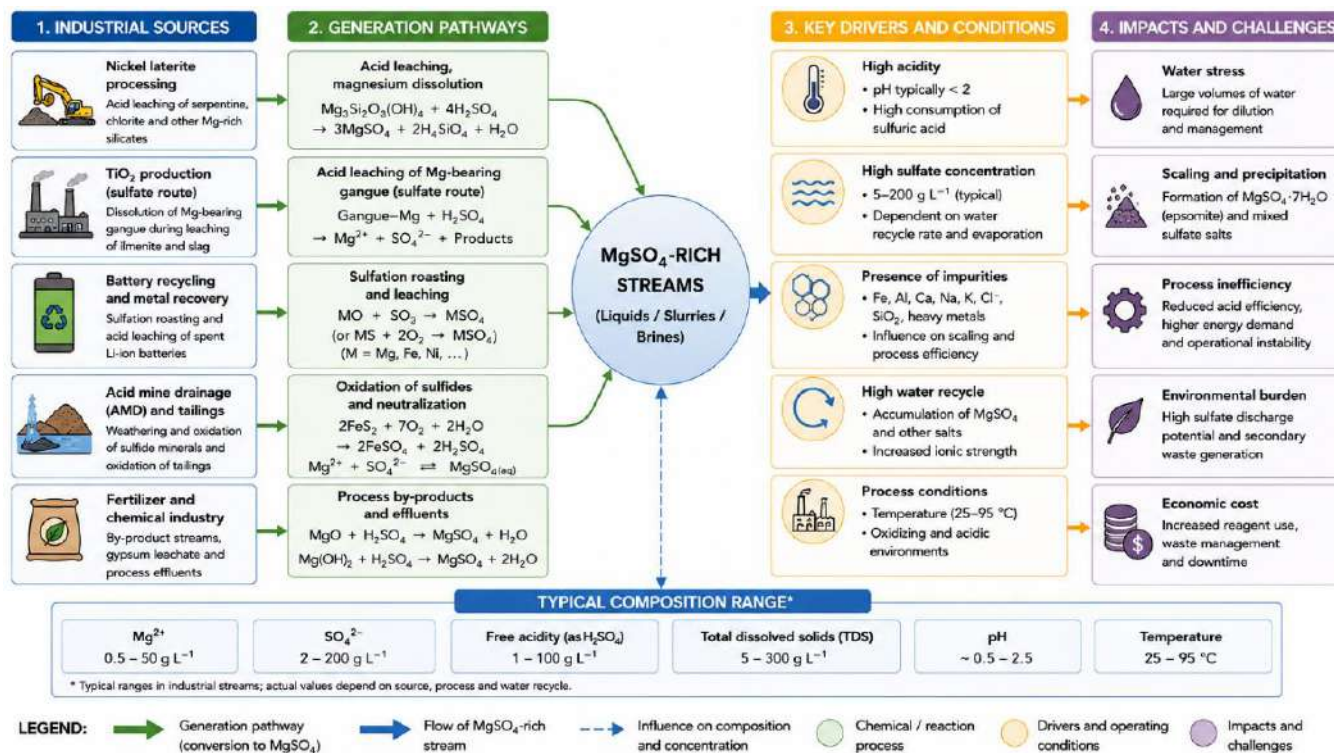 1. INDUSTRIAL SOURCES
Nickel laterite
processing
Acid leaching of serpentine,
chlorite and other Mg-rich
silicates
TiO₂ production
(sulfate route)
Dissolution of Mg-bearing
gangue during leaching
of ilmenite and slag
Battery recycling
and metal recovery
Sulfation roasting and
acid leaching of spent
Li-ion batteries
Acid mine drainage
(AMD) and tailings
Weathering and oxidation
of sulfide minerals and
oxidation of tailings
Fertilizer and
chemical industry
By-product streams,
gypsum leachate and
process effluents
2. GENERATION PATHWAYS
Acid leaching,
magnesium dissolution
Mg₃Si₂O₃(OH)₄ + 4H₂SO₄
→ 3MgSO₄ + 2H₄SiO₄ + H₂O
Acid leaching of Mg-bearing
gangue (sulfate route)
Gangue–Mg + H₂SO₄
→ Mg²⁺ + SO₄²⁻ + Products
Sulfation roasting
and leaching
MO + SO₃ → MSO₄
(or MS + 2O₂ → MSO₄)
(M = Mg, Fe, Ni, …)
Oxidation of sulfides
and neutralization
2FeS₂ + 7O₂ + 2H₂O
→ 2FeSO₄ + 2H₂SO₄
Mg²⁺ + SO₄²⁻ ⇌ MgSO₄(aq)
Process by-products
and effluents
MgO + H₂SO₄ → MgSO₄ + H₂O
Mg(OH)₂ + H₂SO₄ → MgSO₄ + 2H₂O
MgSO₄-RICH
STREAMS
(Liquids / Slurries /
Brines)
3. KEY DRIVERS AND CONDITIONS
High acidity
• pH typically < 2
• High consumption of
sulfuric acid
High sulfate concentration
• 5–200 g L⁻¹ (typical)
• Dependent on water
recycle rate and evaporation
Presence of impurities
• Fe, Al, Ca, Na, K, Cl⁻,
SiO₂, heavy metals
• Influence on scaling and
process efficiency
High water recycle
• Accumulation of MgSO₄
and other salts
• Increased ionic strength
Process conditions
• Temperature (25–95 °C)
• Oxidizing and acidic
environments
4. IMPACTS AND CHALLENGES
Water stress
Large volumes of water
required for dilution
and management
Scaling and precipitation
Formation of MgSO₄·7H₂O
(epsomite) and mixed
sulfate salts
Process inefficiency
Reduced acid efficiency,
higher energy demand
and operational instability
Environmental burden
High sulfate discharge
potential and secondary
waste generation
Economic cost
Increased reagent use,
waste management
and downtime
$
TYPICAL COMPOSITION RANGE*
Mg²⁺
0.5 – 50 g L⁻¹
SO₄²⁻
2 – 200 g L⁻¹
Free acidity (as H₂SO₄)
1 – 100 g L⁻¹
Total dissolved solids (TDS)
5 – 300 g L⁻¹
pH
~ 0.5 – 2.5
Temperature
25 – 95 °C
* Typical ranges in industrial streams; actual values depend on source, process and water recycle.
LEGEND:
Generation pathway
(conversion to MgSO₄)
Flow of MgSO₄-rich
stream
Influence on composition
and concentration
Chemical / reaction
process
Drivers and operating
conditions
Impacts and
challenges